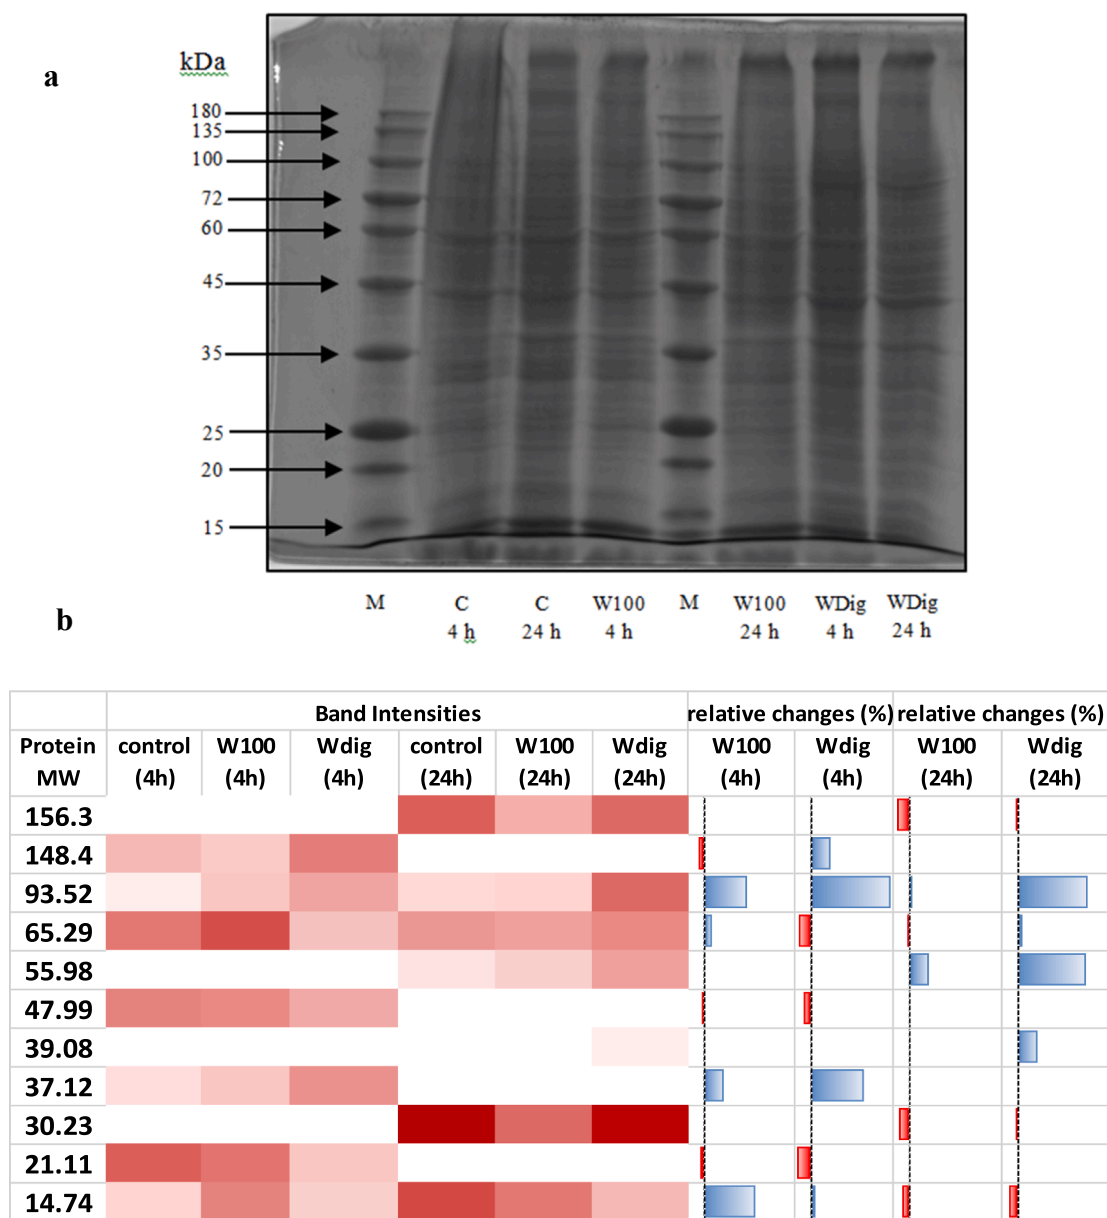 a
kDa
180
135
100
72
60
45
35
25
20
15
M C C W100 M W100 WDig WDig
4 h 24 h 4 h 24 h 4 h 24 h
b
Band Intensities relative changes (%) relative changes (%)
Protein control W100 Wdig control W100 Wdig W100 Wdig W100 Wdig
MW (4h) (4h) (4h) (24h) (24h) (24h) (4h) (4h) (24h) (24h)
156.3
148.4
93.52
65.29
55.98
47.99
39.08
37.12
30.23
21.11
14.74